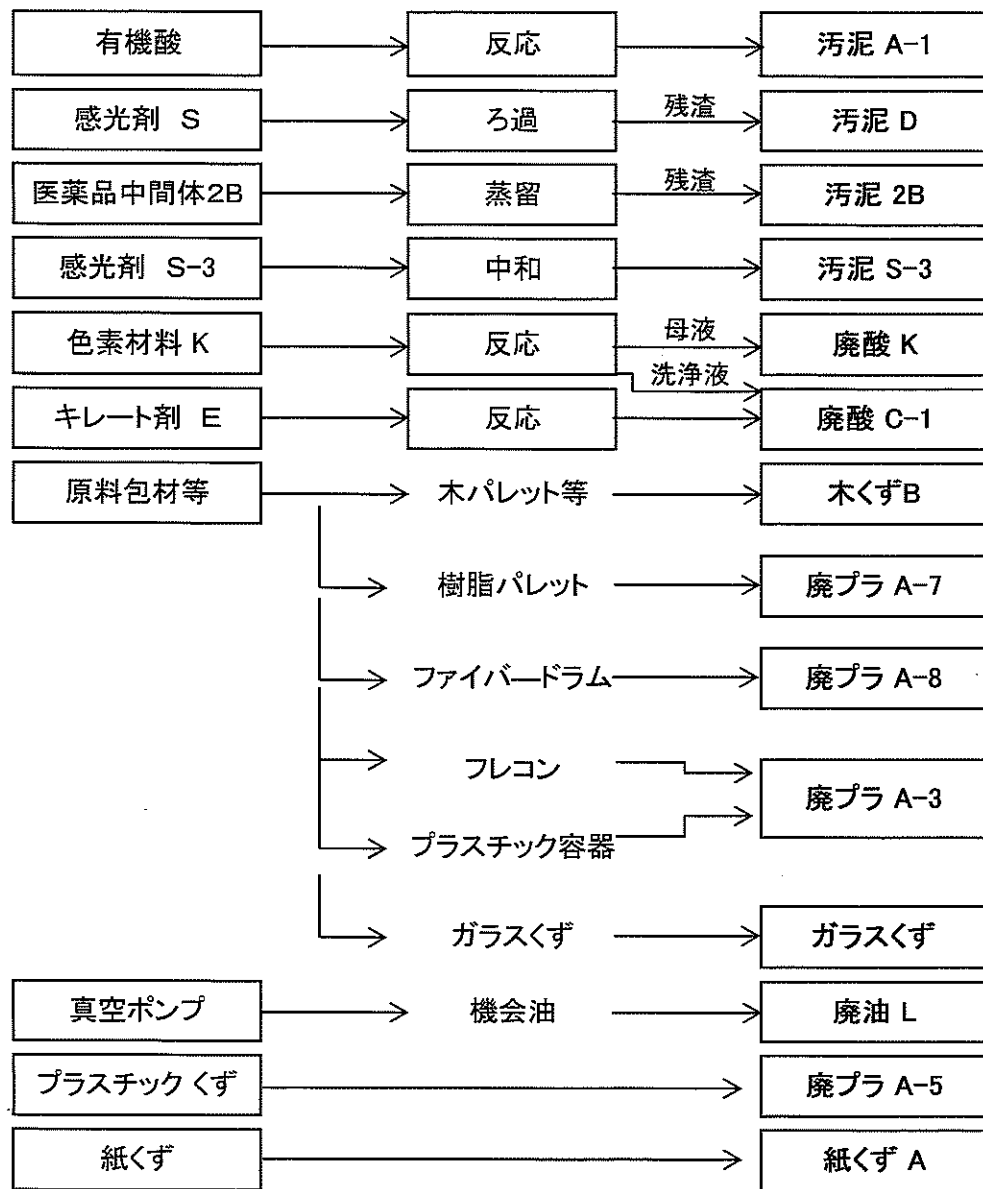 有機酸 反応 汚泥 A-1
感光剤 S ろ過 残渣 汚泥 D
医薬品中間体2B 蒸留 残渣 汚泥 2B
感光剤 S-3 中和 汚泥 S-3
色素材料 K 反応 母液 廃酸 K
洗浄液
キレート剤 E 反応 廃酸 C-1
原料包材等 木パレット等 木くずB
樹脂パレット 廃プラ A-7
ファイバードラム 廃プラ A-8
フレコン 廃プラ A-3
プラスチック容器
ガラスくず ガラスくず
真空ポンプ 機会油 廃油 L
プラスチック くず 廃プラ A-5
紙くず 紙くず A